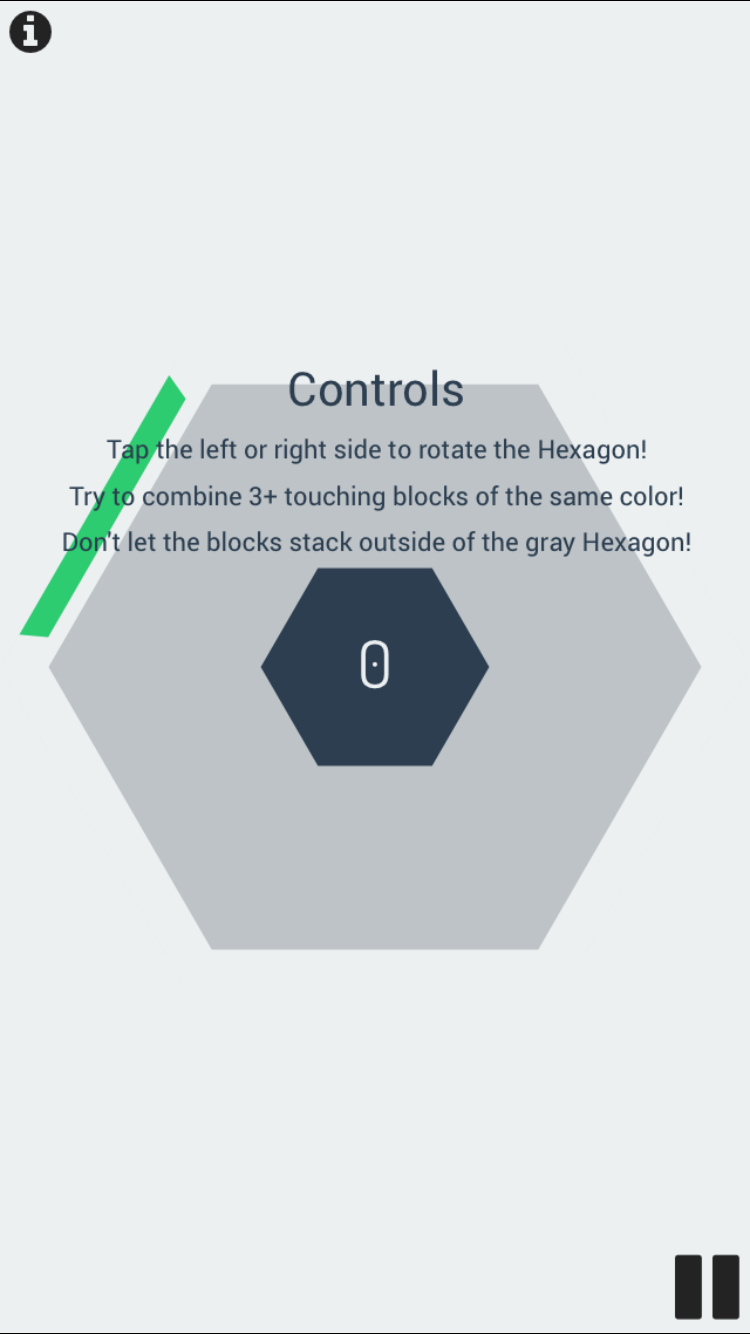 Controls
Tap the left or right side to rotate the Hexagon!
Try to combine 3+ touching blocks of the same color!
Don't let the blocks stack outside of the gray Hexagon!
0